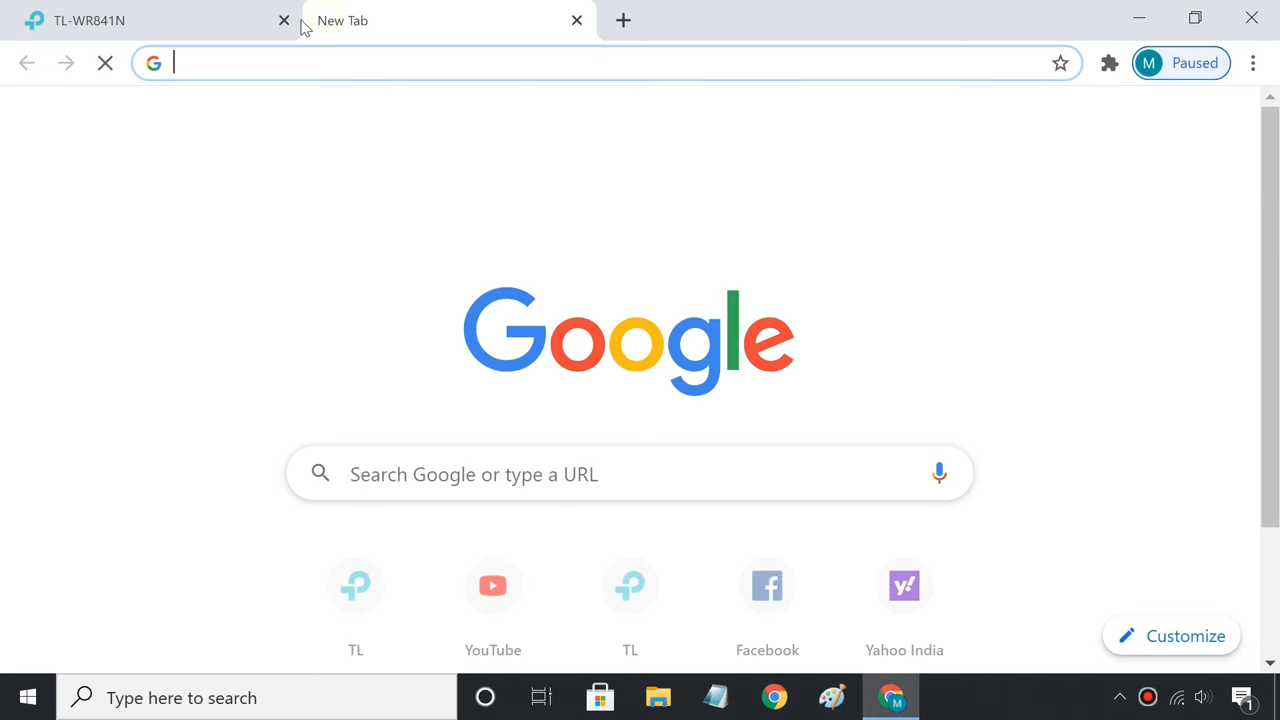 TL-WR841N
New Tab
M
Paused
Google
Search Google or type a URL
TL
YouTube
TL
Facebook
Yahoo India
Customize
Type here to search
M
1